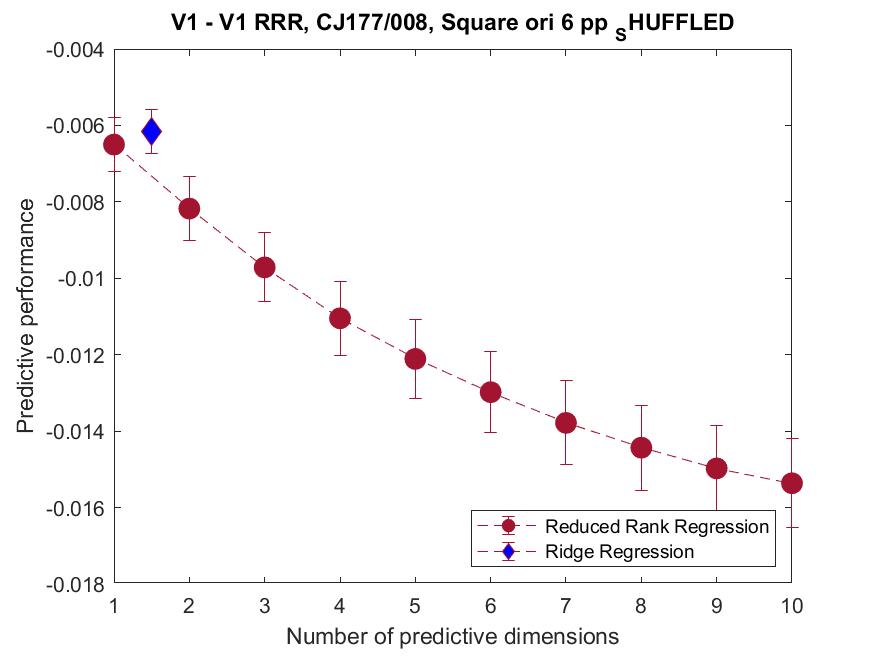 V1 - V1 RRR, CJ177/008, Square ori 6 pp SHUFFLED
-0.004
-0.006
-0.008
-0.01
-0.012
-0.014
-0.016
-0.018
Predictive performance
Reduced Rank Regression
Ridge Regression
1 2 3 4 5 6 7 8 9 10
Number of predictive dimensions